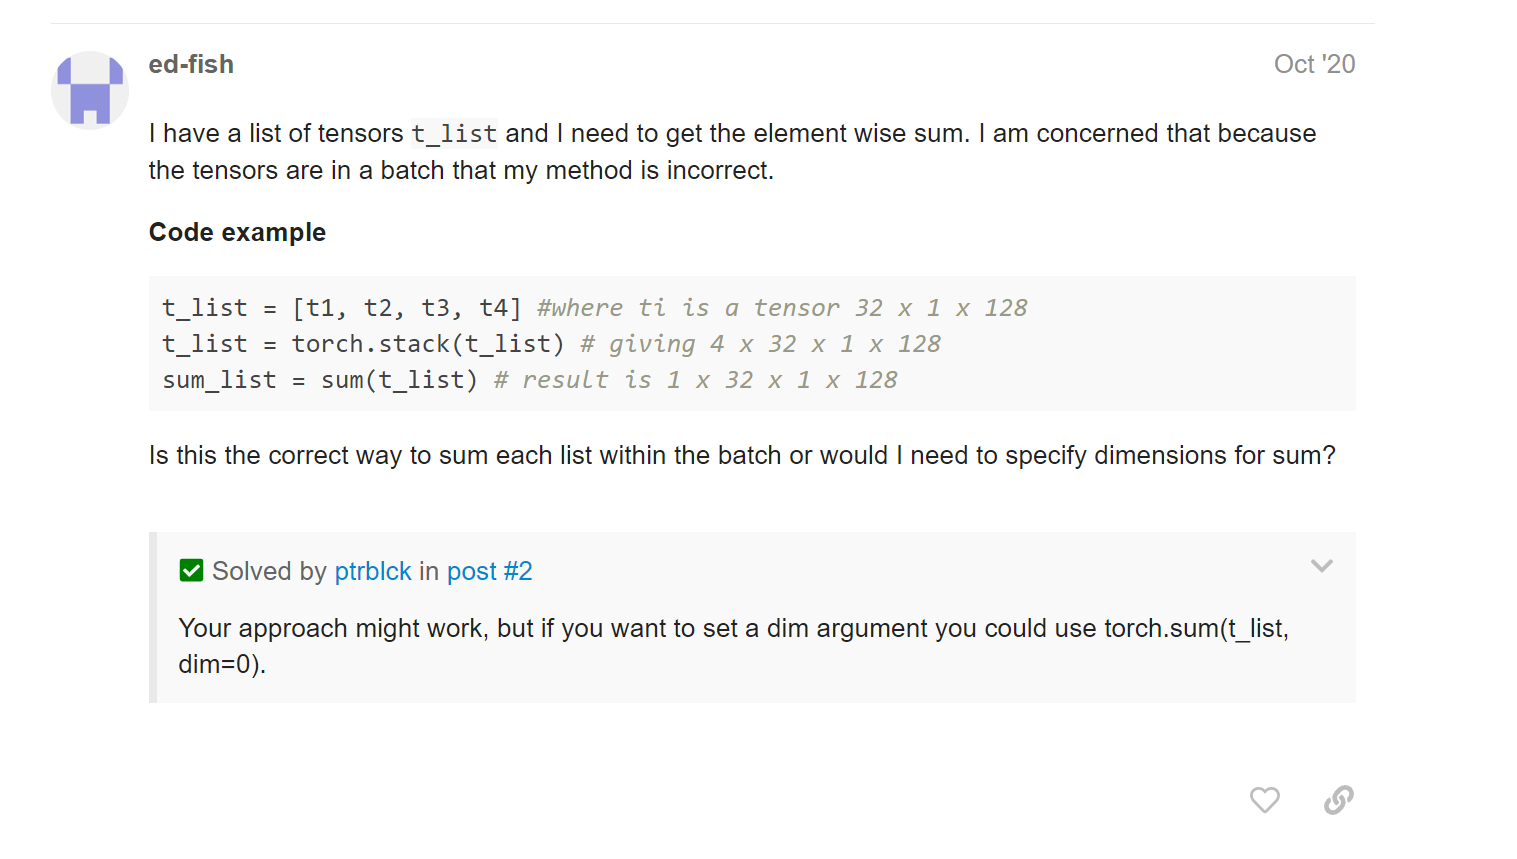 ed-fish
Oct '20
I have a list of tensors t_list and I need to get the element wise sum. I am concerned that because
the tensors are in a batch that my method is incorrect.
Code example
t_list = [t1, t2, t3, t4] #where ti is a tensor 32 x 1 x 128
t_list = torch.stack(t_list) # giving 4 x 32 x 1 x 128
sum_list = sum(t_list) # result is 1 x 32 x 1 x 128
Is this the correct way to sum each list within the batch or would I need to specify dimensions for sum?
Solved by ptrblck in post #2
Your approach might work, but if you want to set a dim argument you could use torch.sum(t_list,
dim=0).